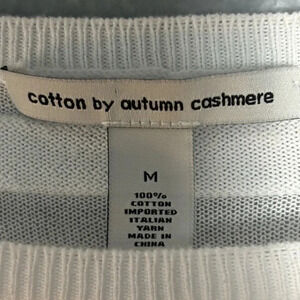 cotton by autumn cashmere
M
100%
COTTON
IMPORTED
ITALIAN
YARN
MADE IN
CHINA